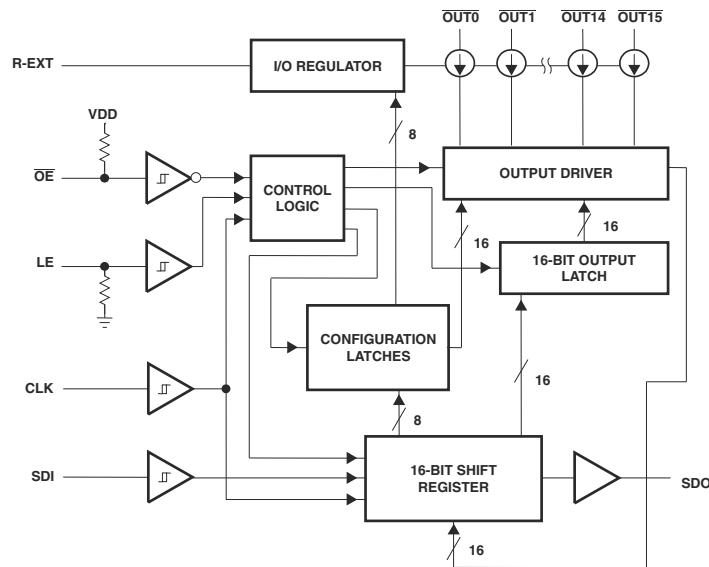 OUT0 OUT1 OUT14 OUT15
R-EXT
I/O REGULATOR
VDD
8
OE
CONTROL
LOGIC
OUTPUT DRIVER
16
16
LE
16-BIT OUTPUT
LATCH
CONFIGURATION
LATCHES
16
CLK
8
SDI
16-BIT SHIFT
REGISTER
SDO
16